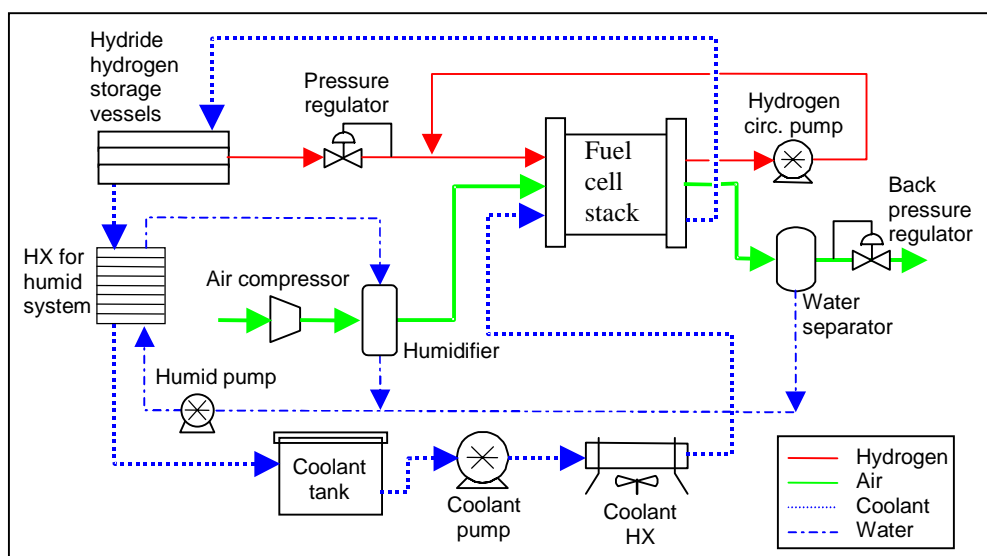 Hydride
hydrogen
storage
vessels
Pressure
regulator
Hydrogen
circ. pump
Fuel
cell
stack
Back
pressure
regulator
HX for
humid
system
Air compressor
Humidifier
Water
separator
Humid pump
Coolant
tank
Coolant
pump
Coolant
HX
Hydrogen
Air
Coolant
Water